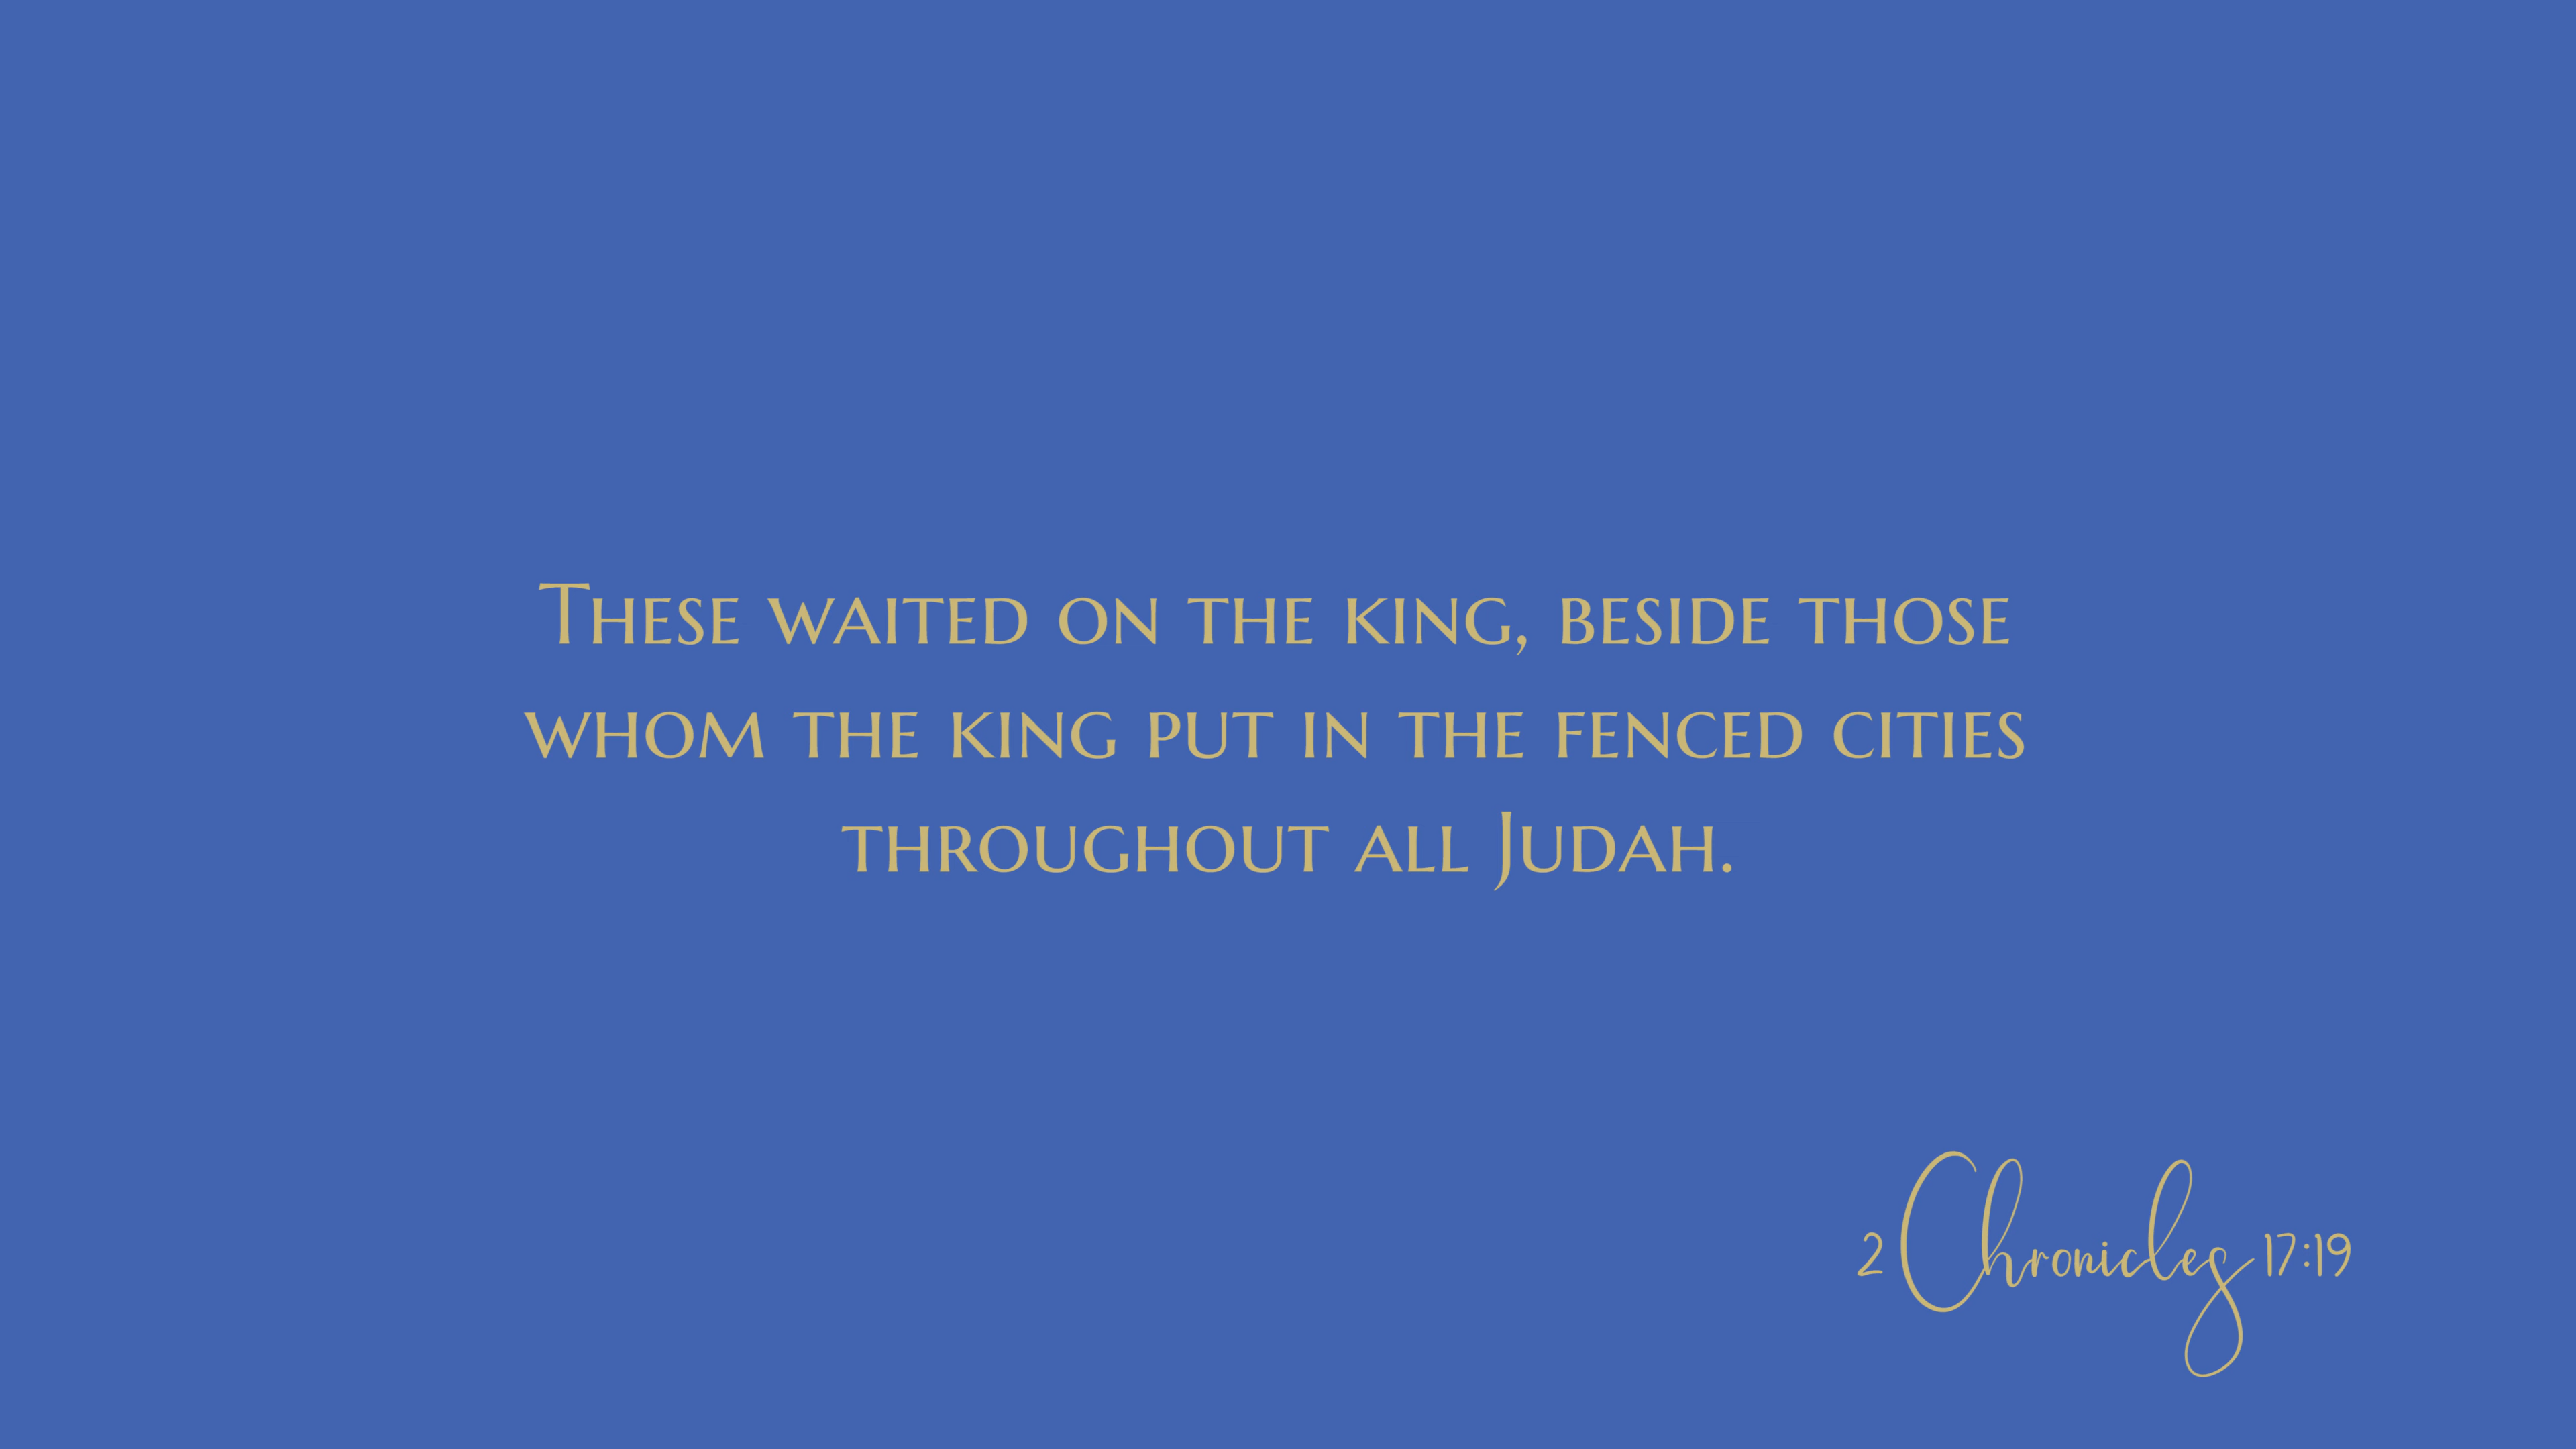 These waited on the king, beside those
whom the king put in the fenced cities
throughout all Judah.
2 Chronicles 17:19